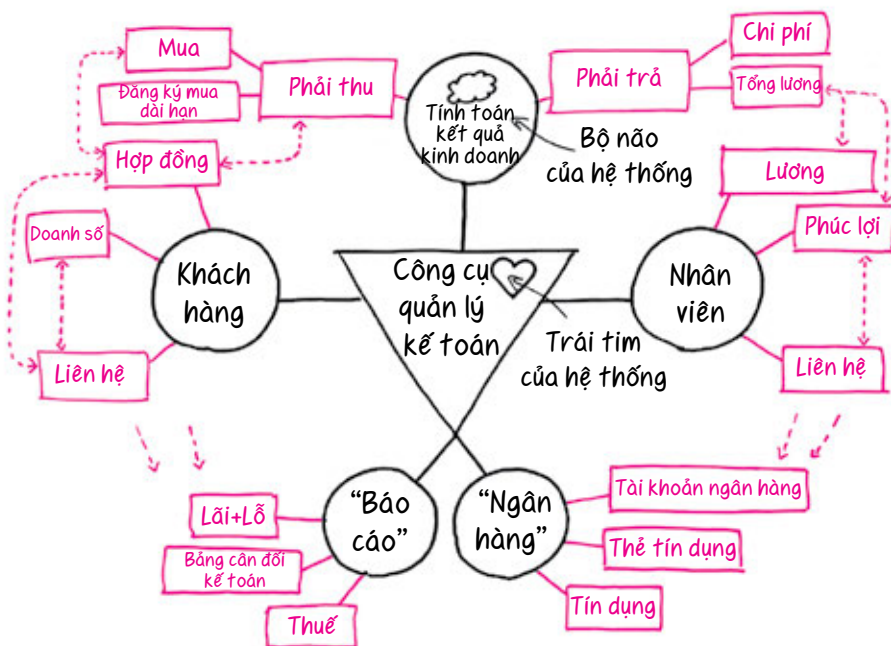 Mua
Đăng ký mua
dài hạn
Phải thu
Tính toán
kết quả
kinh doanh
Phải trả
Chi phí
Tổng lương
Bộ não
của hệ thống
Hợp đồng
Doanh số
Khách
hàng
Liên hệ
Công cụ
quản lý
kế toán
Trái tim
của hệ thống
Lương
Phúc lợi
Nhân
viên
Liên hệ
Lãi+Lỗ
Bảng cân đối
kế toán
Thuế
“Báo
cáo”
“Ngân
hàng”
Tài khoản ngân hàng
Thẻ tín dụng
Tín dụng